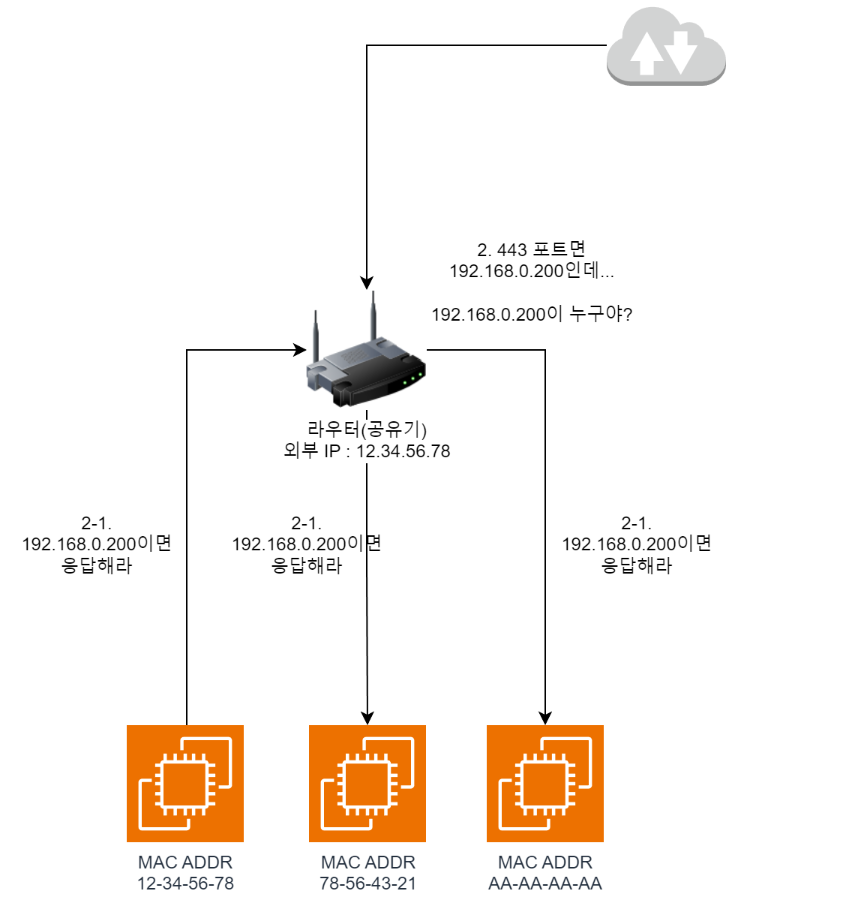 2. 443 포트면
192.168.0.200인데...
192.168.0.200이 누구야?
라우터(공유기)
외부 IP : 12.34.56.78
2-1.
192.168.0.200이면
응답해라
2-1.
192.168.0.200이면
응답해라
2-1.
192.168.0.200이면
응답해라
MAC ADDR
12-34-56-78
MAC ADDR
78-56-43-21
MAC ADDR
AA-AA-AA-AA